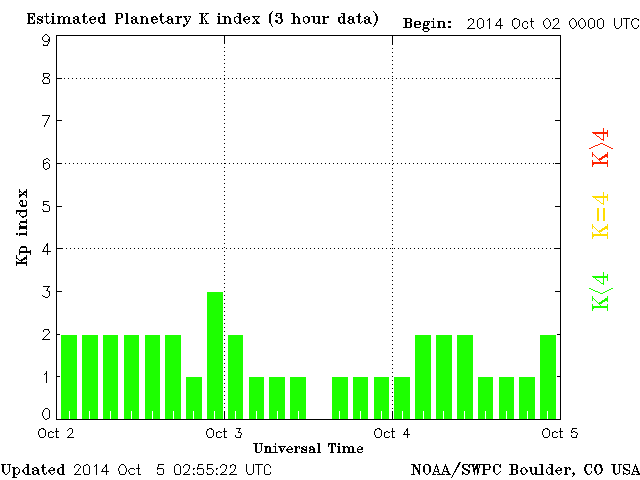 Estimated Planetary K index (3 hour data)
Begin: 2014 Oct 02 0000 UTC
9
8
7
6
5
4
3
2
1
0
Kp index
Oct 2
Oct 3
Oct 4
Oct 5
Universal Time
K<4
K=4
K>4
Updated 2014 Oct 5 02:55:22 UTC
NOAA/SWPC Boulder, CO USA